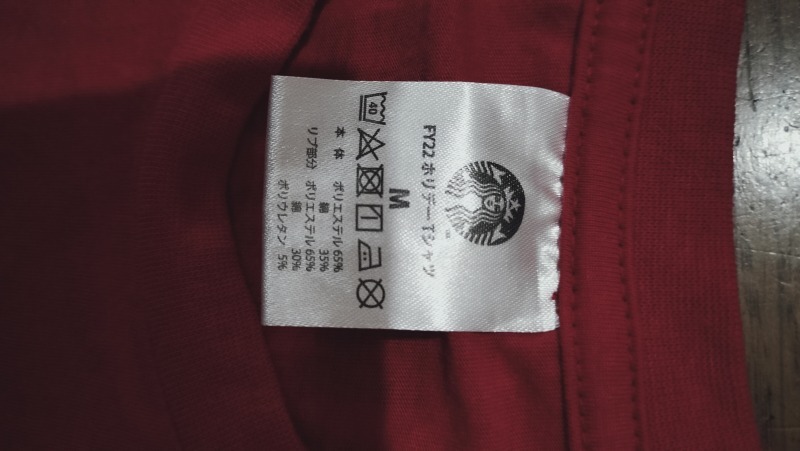 FY22 ホリデー Tシャツ
M
40
本 体 ポリエステル 65%
綿 35%
リブ部分 ポリエステル 65%
綿 30%
ポリウレタン 5%